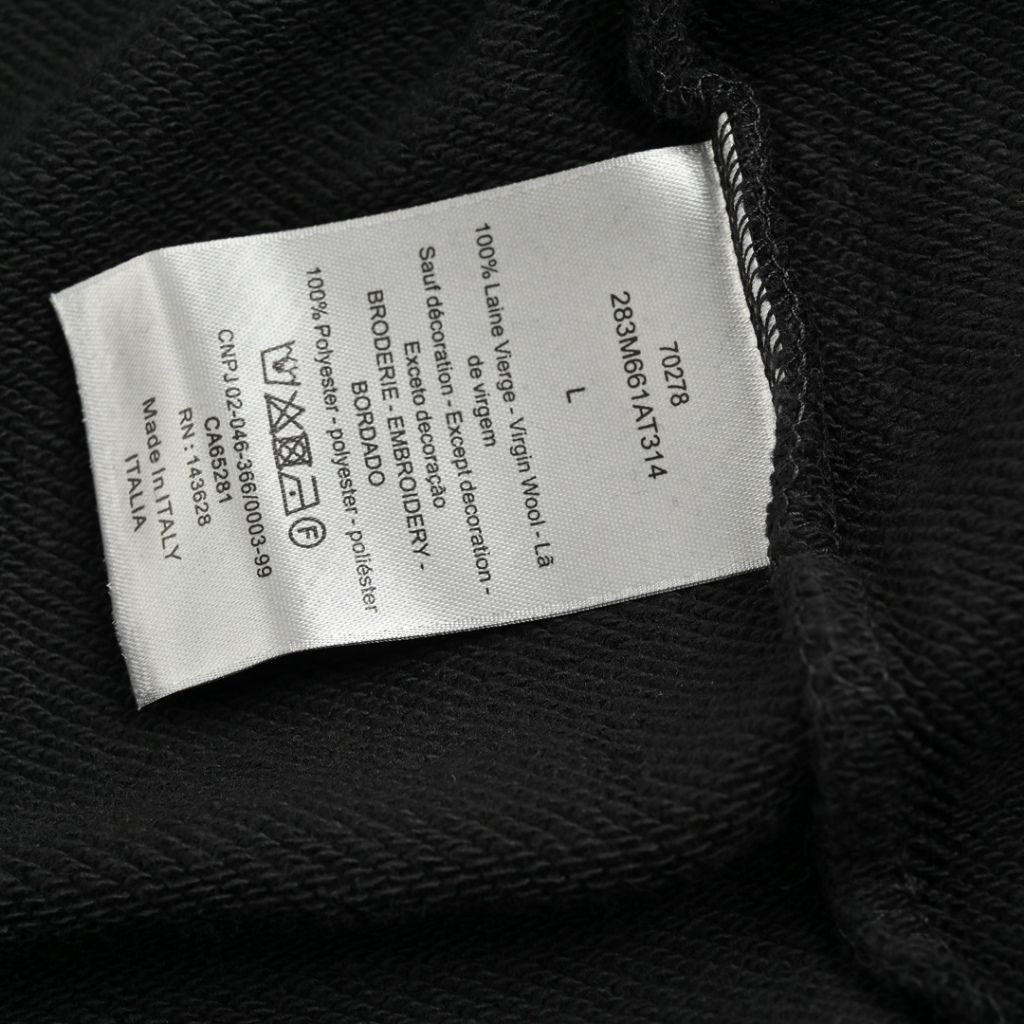 70278
283M661AT314
L
100% Laine Vierge - Virgin Wool - Lã
de virgem
Sauf décoration - Except decoration -
Exceto decoração
BRODERIE - EMBROIDERY -
BORDADO
100% Polyester - polyester - poliéster
F
CNPJ 02-046-366/0003-99
CA65281
RN : 143628
Made In ITALY
ITALIA